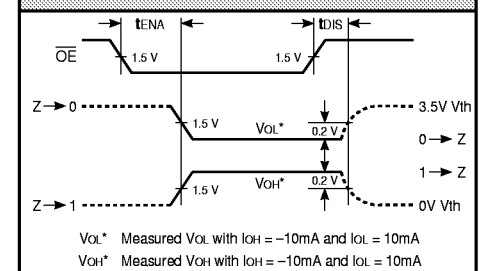 tENA tDIS
OE 1.5 V 1.5 V
Z→0 3.5V Vth
1.5 V VOL* 0.2 V
0→Z
1→Z
1.5 V VOH* 0.2 V
Z→1 0V Vth
VOL* Measured VOL with IOH = –10mA and IOL = 10mA
VOH* Measured VOH with IOH = –10mA and IOL = 10mA